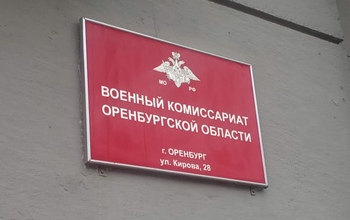 МО РФ
ВОЕННЫЙ КОМИССАРИАТ
ОРЕНБУРГСКОЙ ОБЛАСТИ
г. ОРЕНБУРГ
ул. Кирова, 28